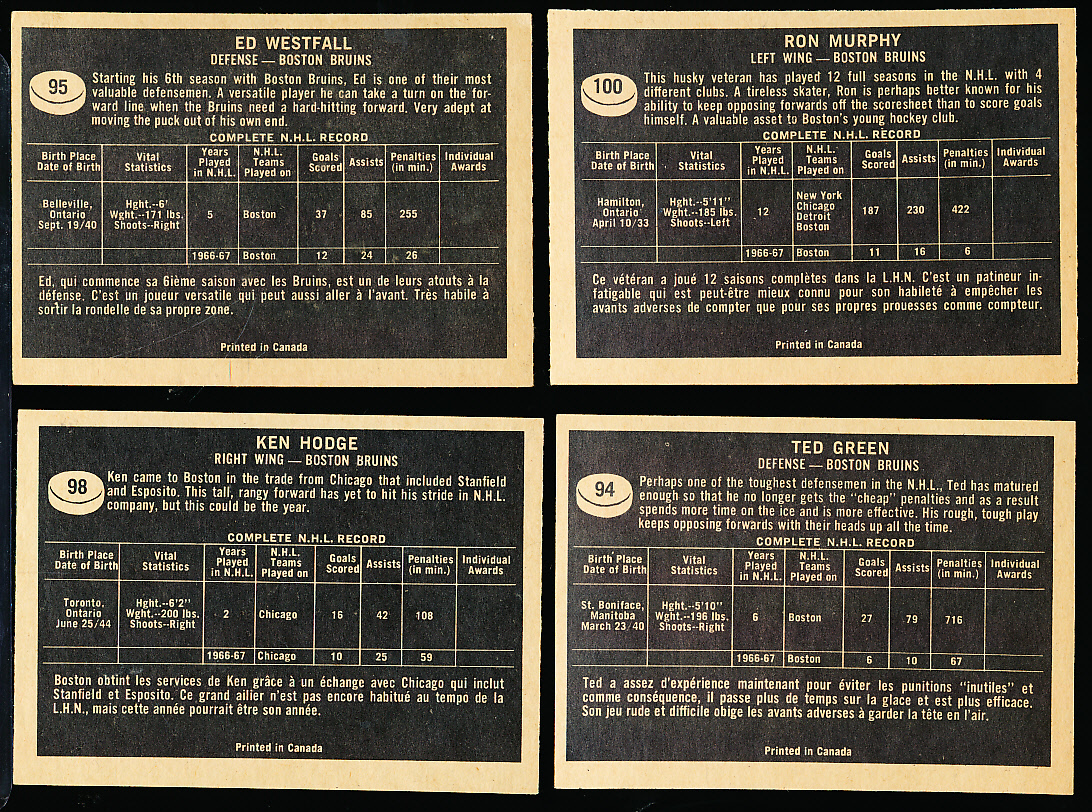 ED WESTFALL
DEFENSE — BOSTON BRUINS
95
Starting his 6th season with Boston Bruins, Ed is one of their most
valuable defensemen. A versatile player he can take a turn on the for-
ward line when the Bruins need a hard-hitting forward. Very adept at
moving the puck out of his own end.
COMPLETE N.H.L. RECORD
Birth Place Date of Birth | Vital Statistics | Years Played in N.H.L. | N.H.L. Teams Played on | Goals Scored | Assists | Penalties (in min.) | Individual Awards
Belleville, Ontario Sept. 19/40 | Hght.--6' Wght.--171 lbs. Shoots--Right | 5 | Boston | 37 | 85 | 255
1966-67 | Boston | 12 | 24 | 26
Ed, qui commence sa 6ième saison avec les Bruins, est un de leurs atouts à la
défense. C'est un joueur versatile qui peut aussi aller à l'avant. Très habile à
sortir la rondelle de sa propre zone.
Printed in Canada
RON MURPHY
LEFT WING — BOSTON BRUINS
100
This husky veteran has played 12 full seasons in the N.H.L. with 4
different clubs. A tireless skater, Ron is perhaps better known for his
ability to keep opposing forwards off the scoresheet than to score goals
himself. A valuable asset to Boston's young hockey club.
COMPLETE N.H.L. RECORD
Birth Place Date of Birth | Vital Statistics | Years Played in N.H.L. | N.H.L. Teams Played on | Goals Scored | Assists | Penalties (in min.) | Individual Awards
Hamilton, Ontario April 10/33 | Hght.--5'11" Wght.--185 lbs. Shoots--Left | 12 | New York Chicago Detroit Boston | 187 | 230 | 422
1966-67 | Boston | 11 | 16 | 6
Ce vétéran a joué 12 saisons complètes dans la L.H.N. C'est un patineur in-
fatigable qui est peut-être mieux connu pour son habileté à empêcher les
avants adverses de compter que pour ses propres prouesses comme compteur.
Printed in Canada
KEN HODGE
RIGHT WING — BOSTON BRUINS
98
Ken came to Boston in the trade from Chicago that included Stanfield
and Esposito. This tall, rangy forward has yet to hit his stride in N.H.L.
company, but this could be the year.
COMPLETE N.H.L. RECORD
Birth Place Date of Birth | Vital Statistics | Years Played in N.H.L. | N.H.L. Teams Played on | Goals Scored | Assists | Penalties (in min.) | Individual Awards
Toronto, Ontario June 25/44 | Hght.--6'2" Wght.--200 lbs. Shoots--Right | 2 | Chicago | 16 | 42 | 108
1966-67 | Chicago | 10 | 25 | 59
Boston obtint les services de Ken grâce à un échange avec Chicago qui inclut
Stanfield et Esposito. Ce grand ailier n'est pas encore habitué au tempo de la
L.H.N., mais cette année pourrait être son année.
Printed in Canada
TED GREEN
DEFENSE — BOSTON BRUINS
94
Perhaps one of the toughest defensemen in the N.H.L., Ted has matured
enough so that he no longer gets the "cheap" penalties and as a result
spends more time on the ice and is more effective. His rough, tough play
keeps opposing forwards with their heads up all the time.
COMPLETE N.H.L. RECORD
Birth Place Date of Birth | Vital Statistics | Years Played in N.H.L. | N.H.L. Teams Played on | Goals Scored | Assists | Penalties (in min.) | Individual Awards
St. Boniface, Manitoba March 23/40 | Hght.--5'10" Wght.--196 lbs. Shoots--Right | 6 | Boston | 27 | 79 | 716
1966-67 | Boston | 6 | 10 | 67
Ted a assez d'expérience maintenant pour éviter les punitions "inutiles" et
comme conséquence, il passe plus de temps sur la glace et est plus efficace.
Son jeu rude et difficile obige les avants adverses à garder la tête en l'air.
Printed in Canada